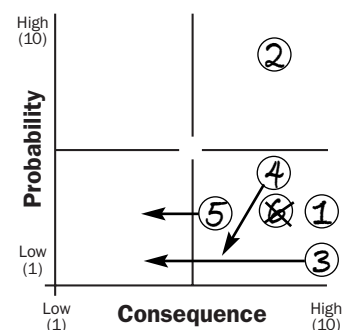 High
(10)
Probability
Low
(1)
2
4
5
6
1
3
Low
(1)
Consequence
High
(10)